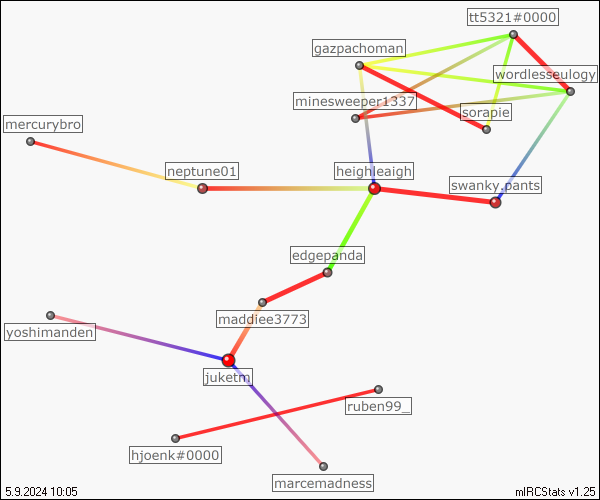 tt5321#0000
gazpachoman
wordlesseulogy
minesweeper1337
sorapie
mercurybro
neptune01
heighleaigh
swanky.pants
edgepanda
maddiee3773
yoshimanden
juketm
ruben99_
hjoenk#0000
marcemadness
5.9.2024 10:05
mIRCStats v1.25